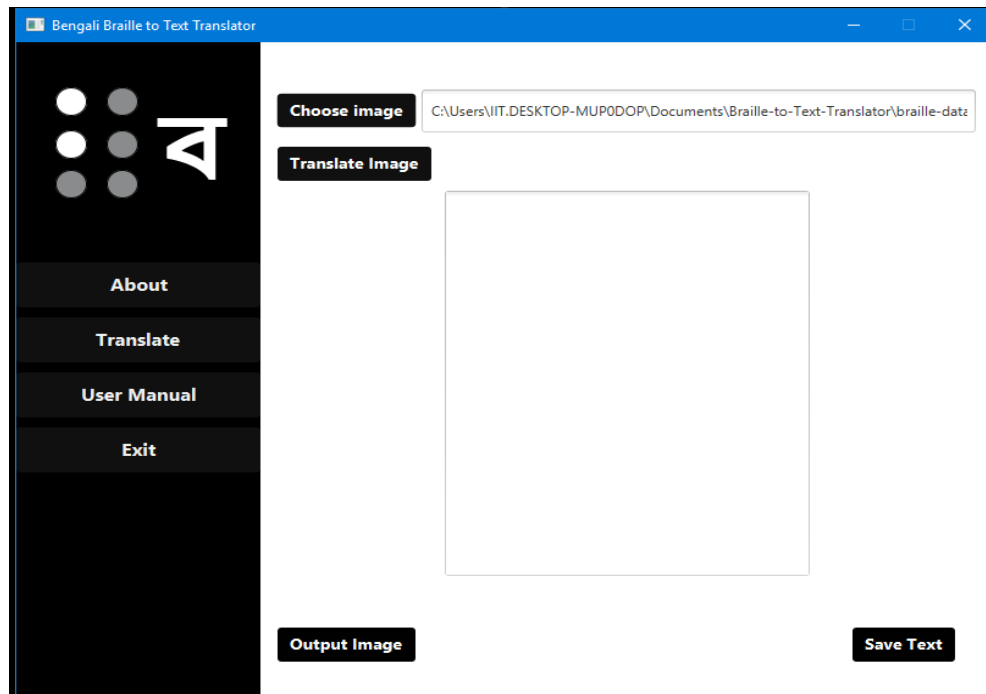 Bengali Braille to Text Translator
ব
Choose image
C:\Users\IIT.DESKTOP-MUP0DOP\Documents\Braille-to-Text-Translator\braille-data
Translate Image
About
Translate
User Manual
Exit
Output Image
Save Text